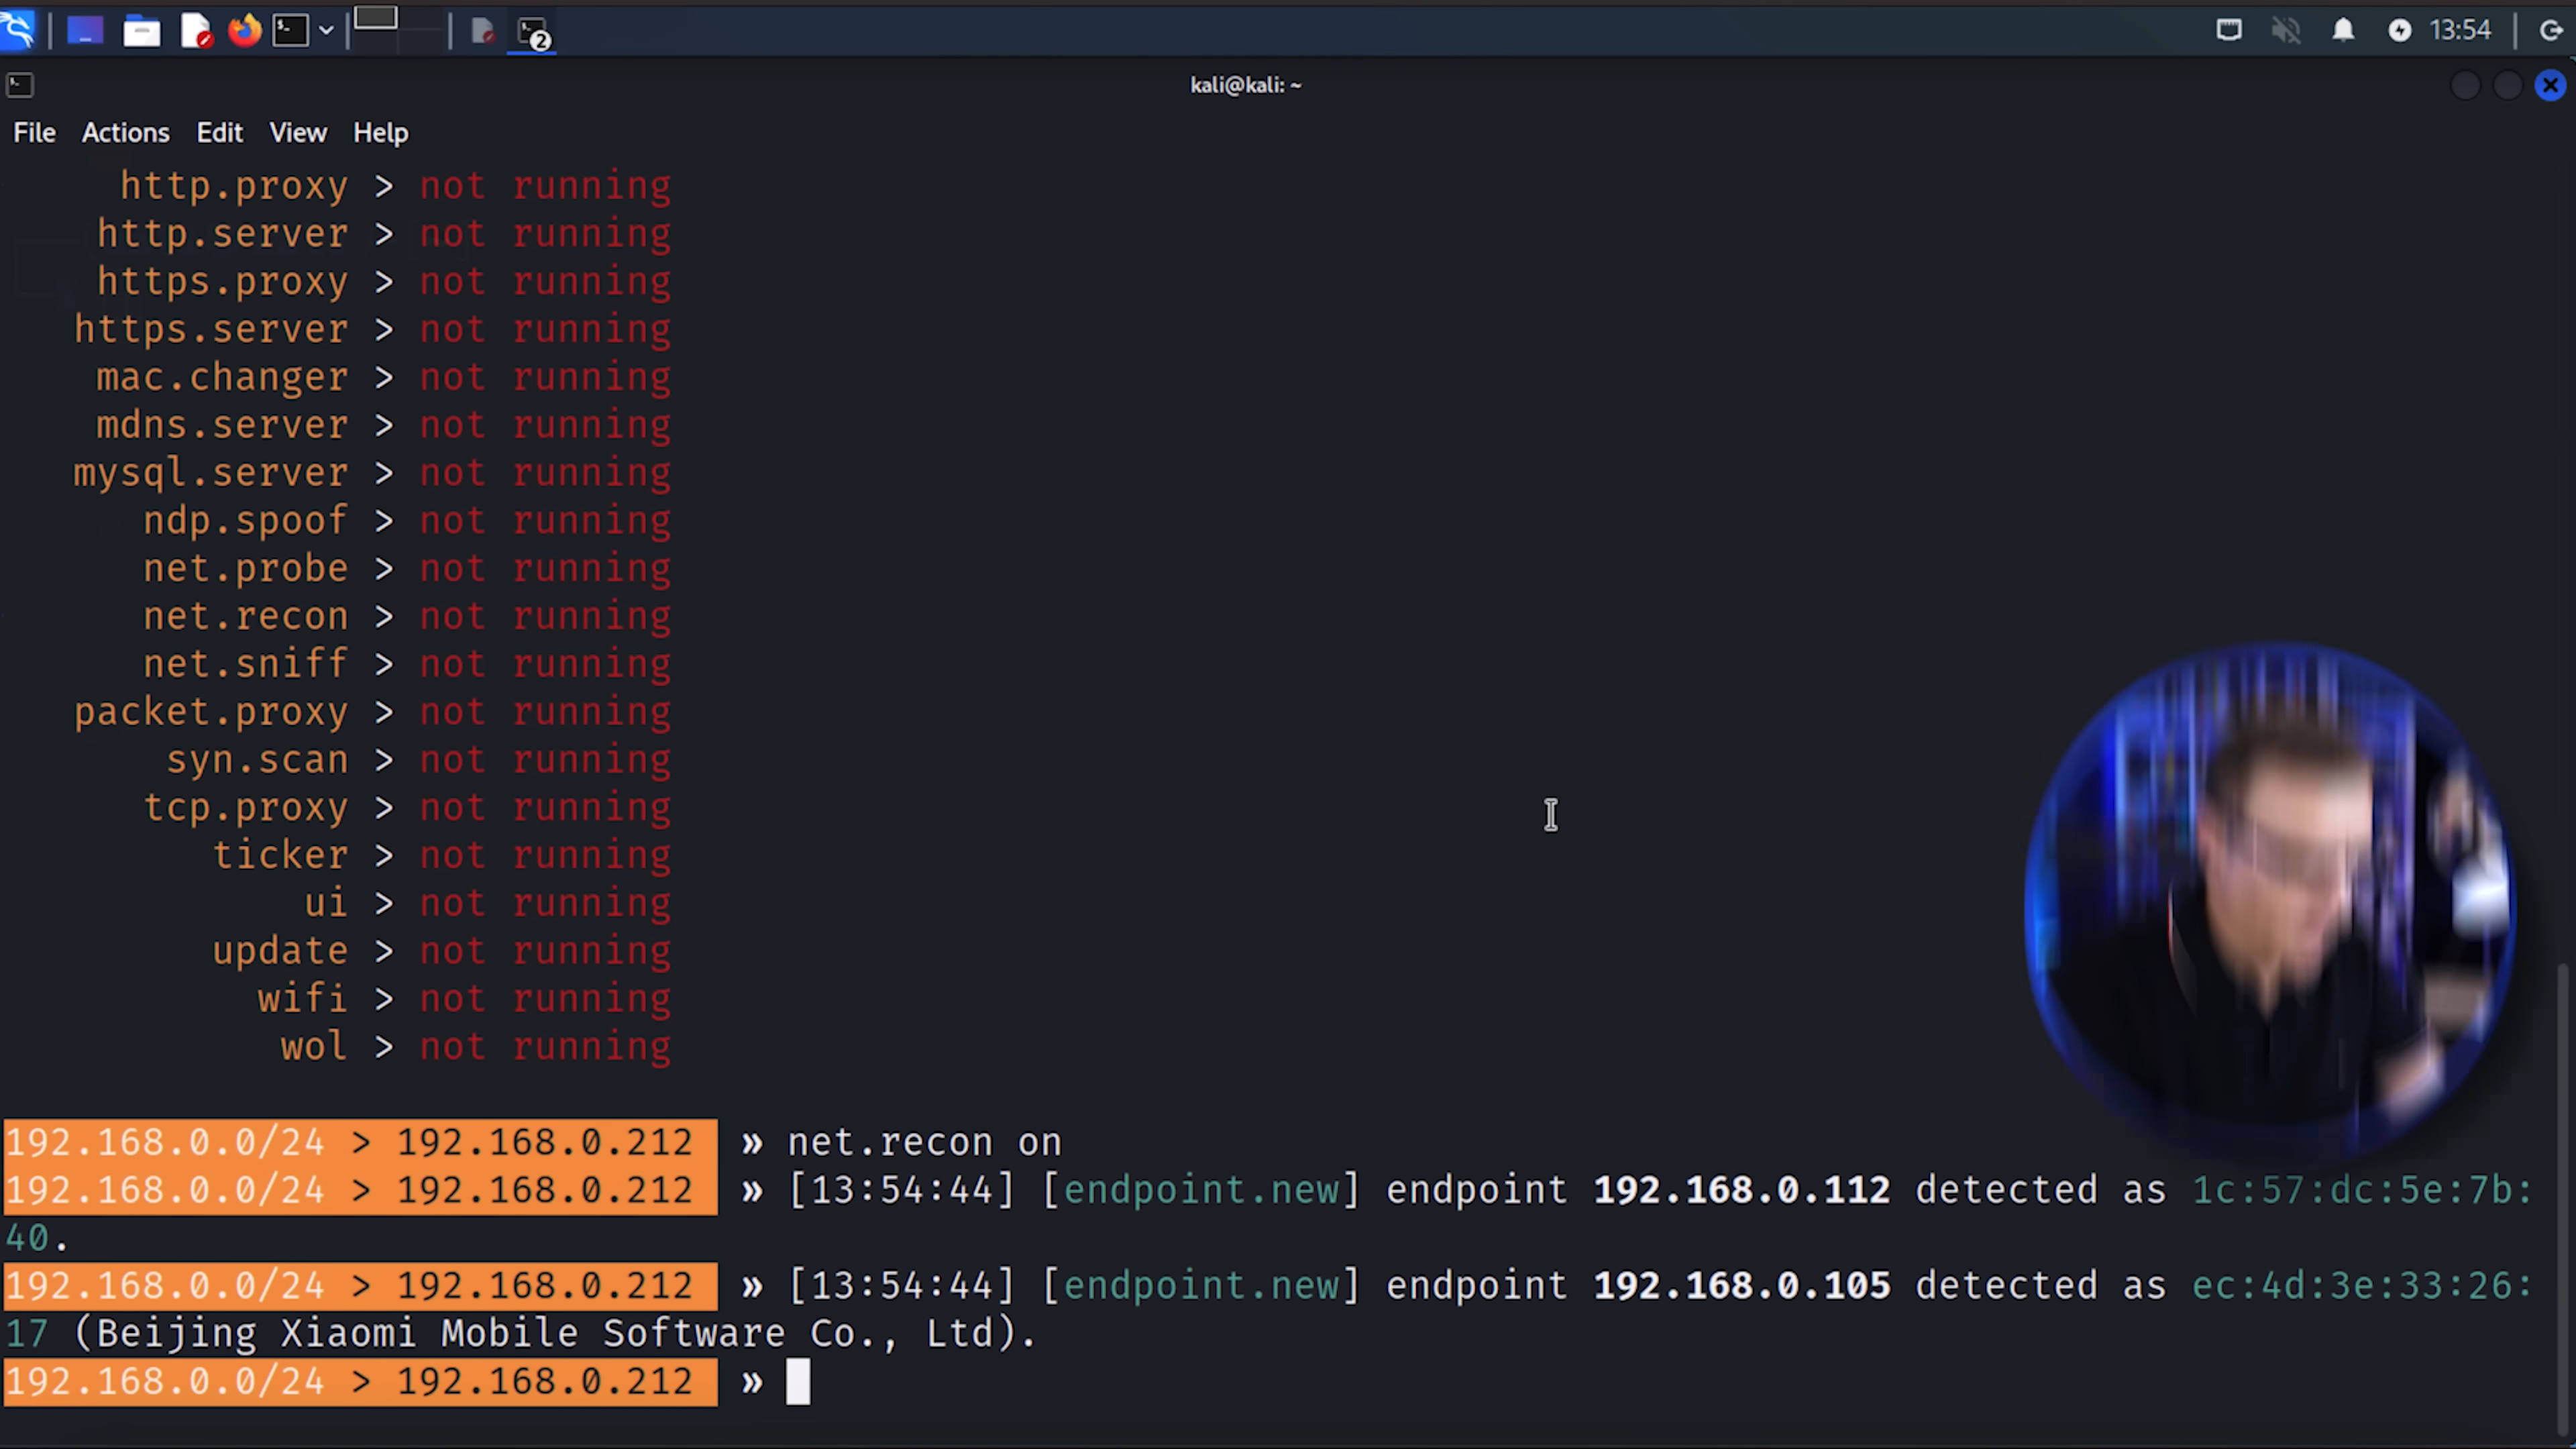 2
13:54
kali@kali: ~
File Actions Edit View Help
http.proxy > not running
http.server > not running
https.proxy > not running
https.server > not running
mac.changer > not running
mdns.server > not running
mysql.server > not running
ndp.spoof > not running
net.probe > not running
net.recon > not running
net.sniff > not running
packet.proxy > not running
syn.scan > not running
tcp.proxy > not running
ticker > not running
ui > not running
update > not running
wifi > not running
wol > not running
192.168.0.0/24 > 192.168.0.212 » net.recon on
192.168.0.0/24 > 192.168.0.212 » [13:54:44] [endpoint.new] endpoint 192.168.0.112 detected as 1c:57:dc:5e:7b:
40.
192.168.0.0/24 > 192.168.0.212 » [13:54:44] [endpoint.new] endpoint 192.168.0.105 detected as ec:4d:3e:33:26:
17 (Beijing Xiaomi Mobile Software Co., Ltd).
192.168.0.0/24 > 192.168.0.212 »